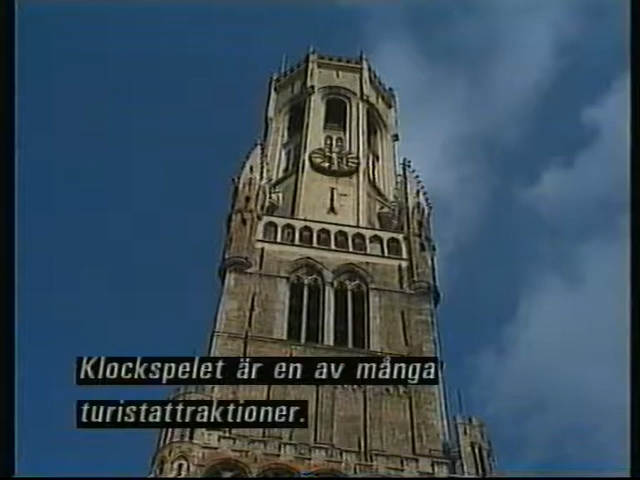 Klockspelet är en av många
turistattraktioner.